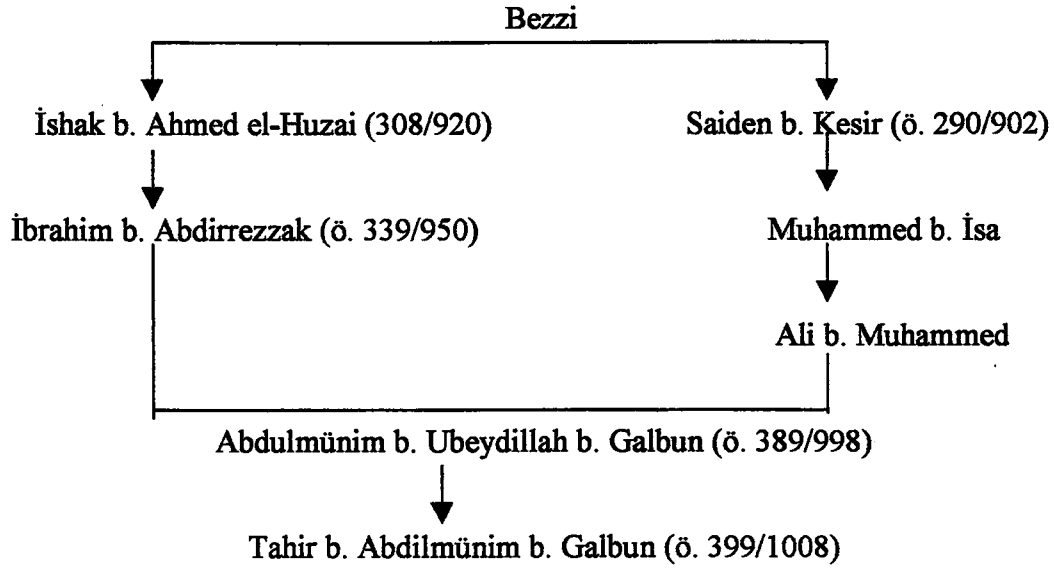 Bezzi
İshak b. Ahmed el-Huzai (308/920)
Saiden b. Kesir (ö. 290/902)
İbrahim b. Abdirrezzak (ö. 339/950)
Muhammed b. İsa
Ali b. Muhammed
Abdulmünim b. Ubeydillah b. Galbun (ö. 389/998)
Tahir b. Abdilmünim b. Galbun (ö. 399/1008)